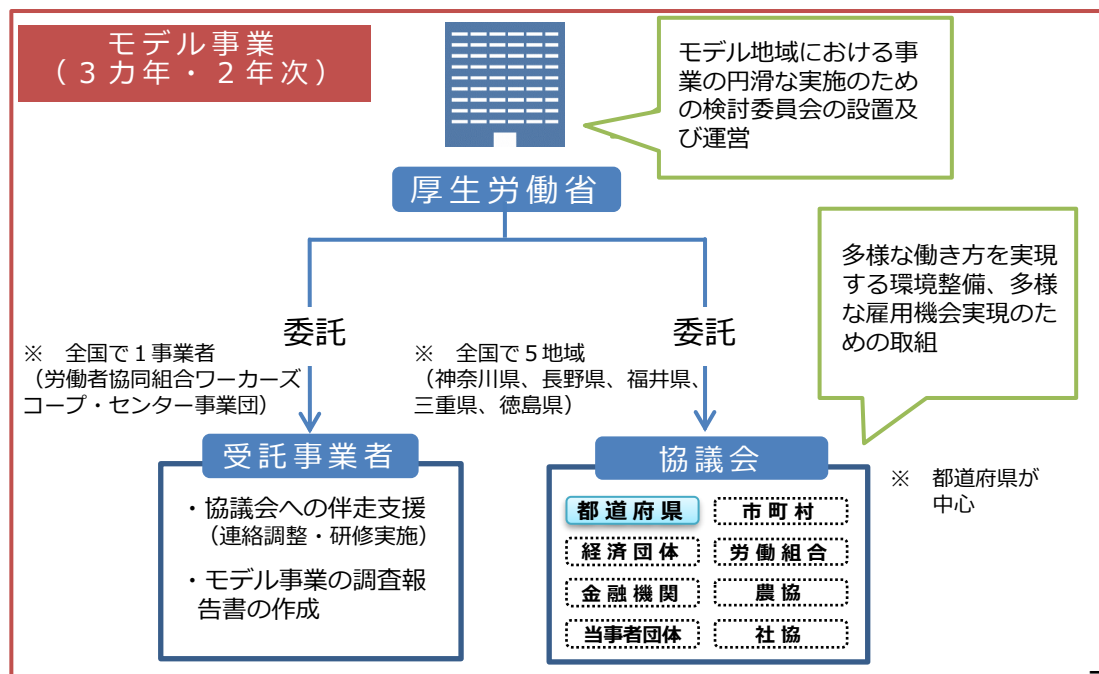 モデル事業
（３カ年・２年次）
モデル地域における事
業の円滑な実施のため
の検討委員会の設置及
び運営
厚生労働省
多様な働き方を実現
する環境整備、多様
な雇用機会実現のた
めの取組
委託
委託
※　全国で１事業者
（労働者協同組合ワーカーズ
コープ・センター事業団）
※　全国で５地域
（神奈川県、長野県、福井県、
三重県、徳島県）
受託事業者
・協議会への伴走支援
（連絡調整・研修実施）
・モデル事業の調査報
告書の作成
協議会
※　都道府県が
中心
都道府県
市町村
経済団体
労働組合
金融機関
農協
当事者団体
社協